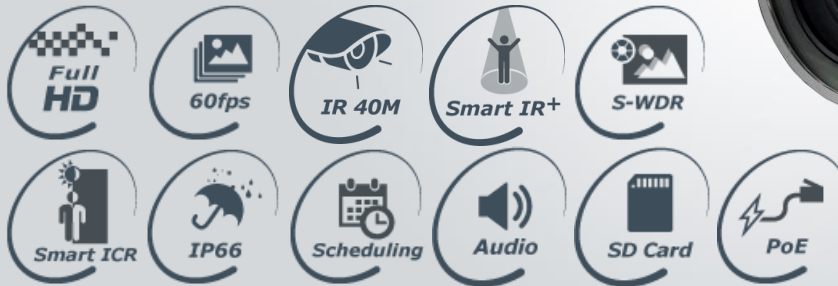 Full
HD
60fps
IR 40M
Smart IR+
S-WDR
Smart ICR
IP66
Scheduling
Audio
SD Card
PoE